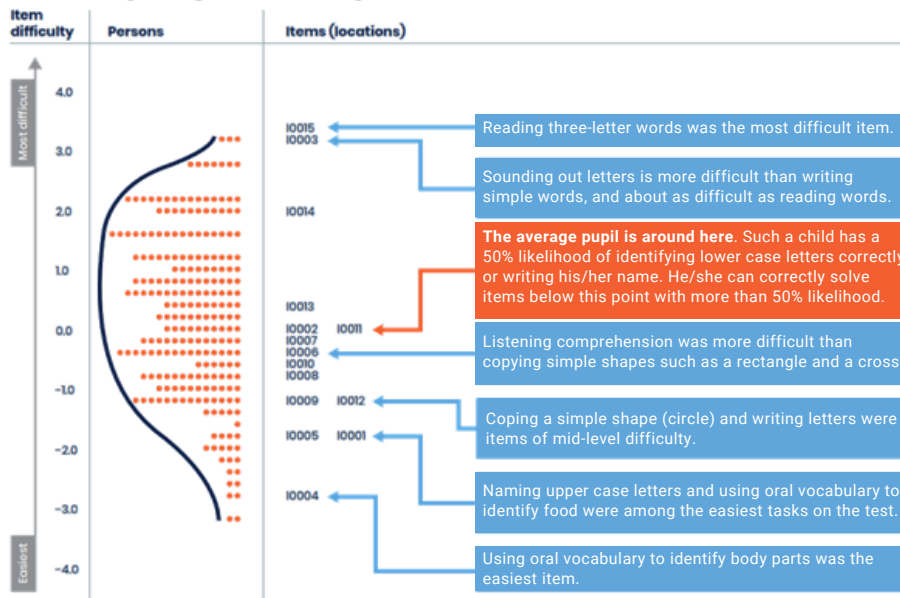 Item
difficulty
Persons
Items (locations)
Most difficult
4.0
3.0
2.0
1.0
0.0
-1.0
-2.0
-3.0
-4.0
Easiest
I0015
I0003
I0014
I0013
I0002 I0011
I0007
I0006
I0010
I0008
I0009 I0012
I0005 I0001
I0004
Reading three-letter words was the most difficult item.
Sounding out letters is more difficult than writing
simple words, and about as difficult as reading words.
The average pupil is around here. Such a child has a
50% likelihood of identifying lower case letters correctly
or writing his/her name. He/she can correctly solve
items below this point with more than 50% likelihood.
Listening comprehension was more difficult than
copying simple shapes such as a rectangle and a cross
Coping a simple shape (circle) and writing letters were
items of mid-level difficulty.
Naming upper case letters and using oral vocabulary to
identify food were among the easiest tasks on the test.
Using oral vocabulary to identify body parts was the
easiest item.